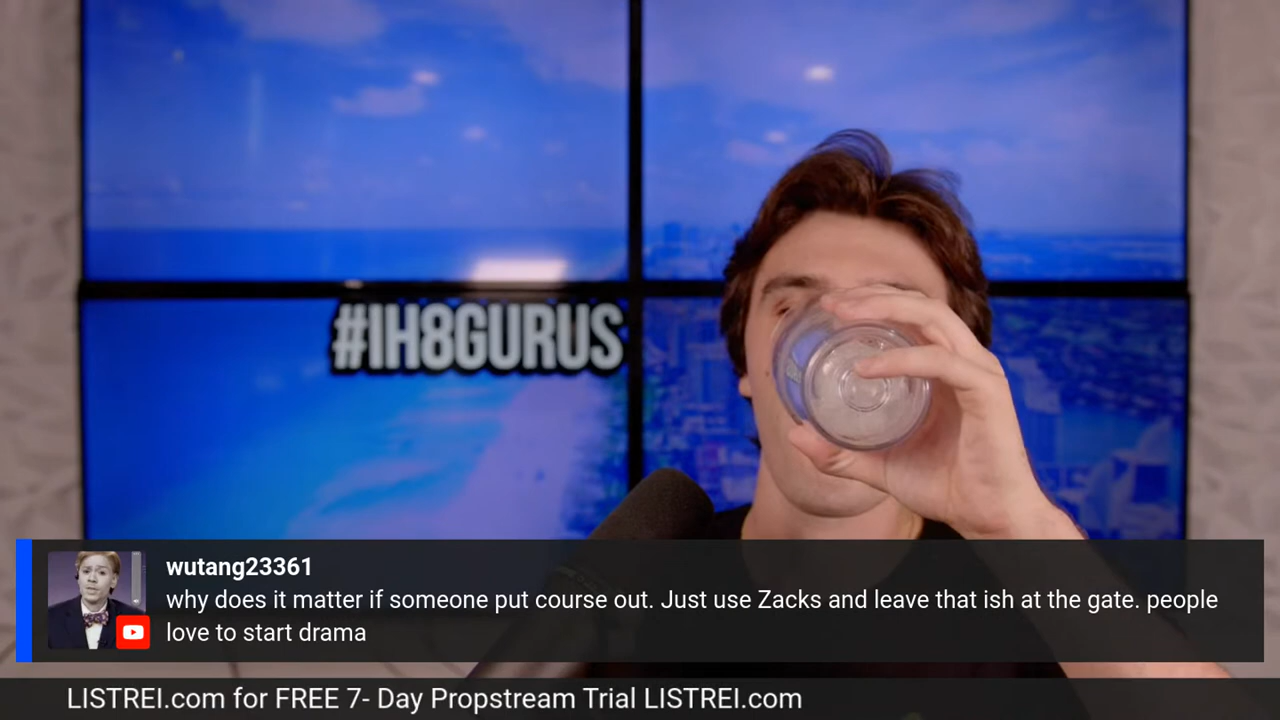 #IH8GURUS
wutang23361
why does it matter if someone put course out. Just use Zacks and leave that ish at the gate. people
love to start drama
LISTREI.com for FREE 7- Day Propstream Trial LISTREI.com